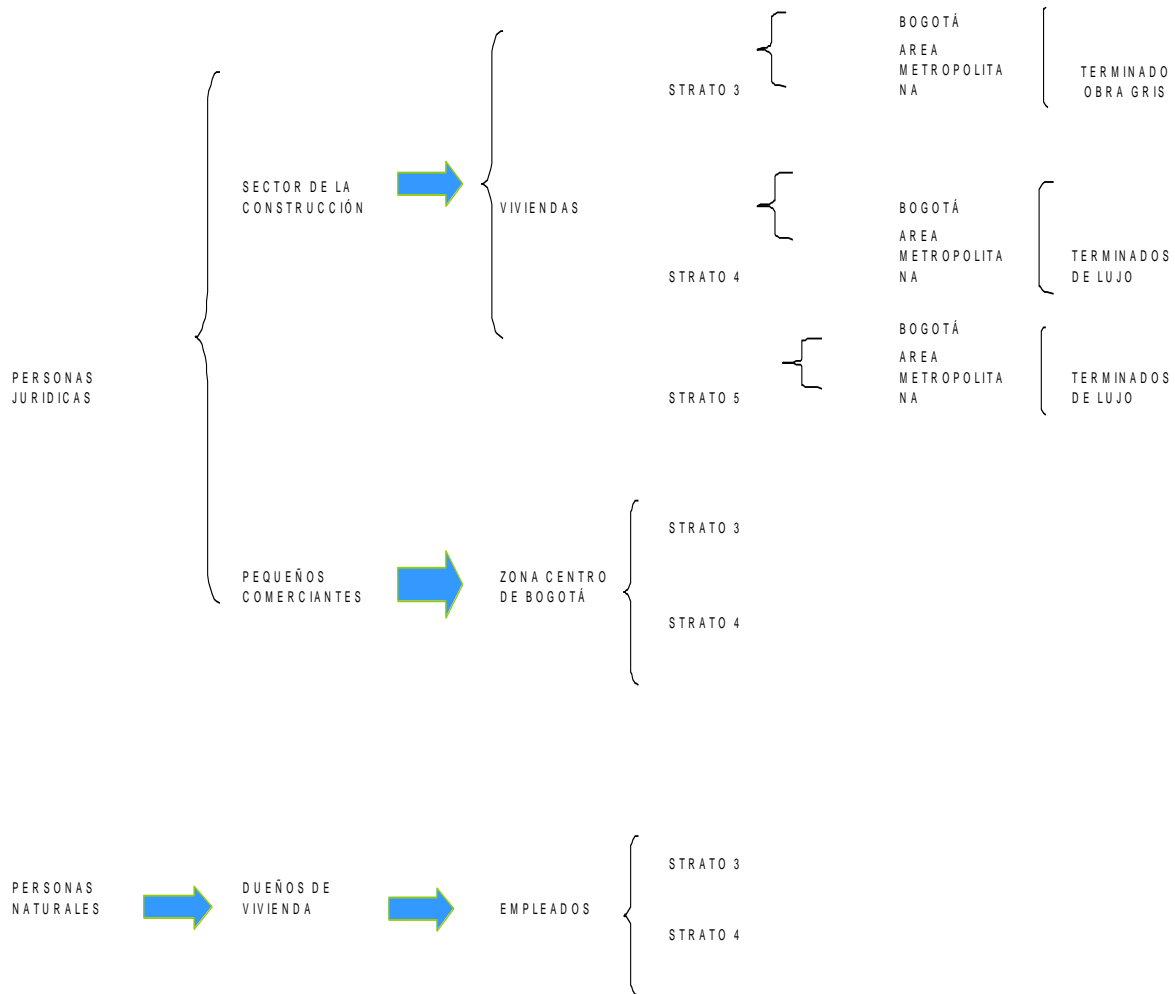 BOGOTÁ
AREA
METROPOLITA
NA
STRATO 3
TERMINADO
OBRA GRIS
SECTOR DE LA
CONSTRUCCIÓN
VIVIENDAS
BOGOTÁ
AREA
METROPOLITA
NA
STRATO 4
TERMINADOS
DE LUJO
BOGOTÁ
AREA
METROPOLITA
NA
STRATO 5
TERMINADOS
DE LUJO
PERSONAS
JURIDICAS
PEQUEÑOS
COMERCIANTES
ZONA CENTRO
DE BOGOTÁ
STRATO 3
STRATO 4
PERSONAS
NATURALES
DUEÑOS DE
VIVIENDA
EMPLEADOS
STRATO 3
STRATO 4